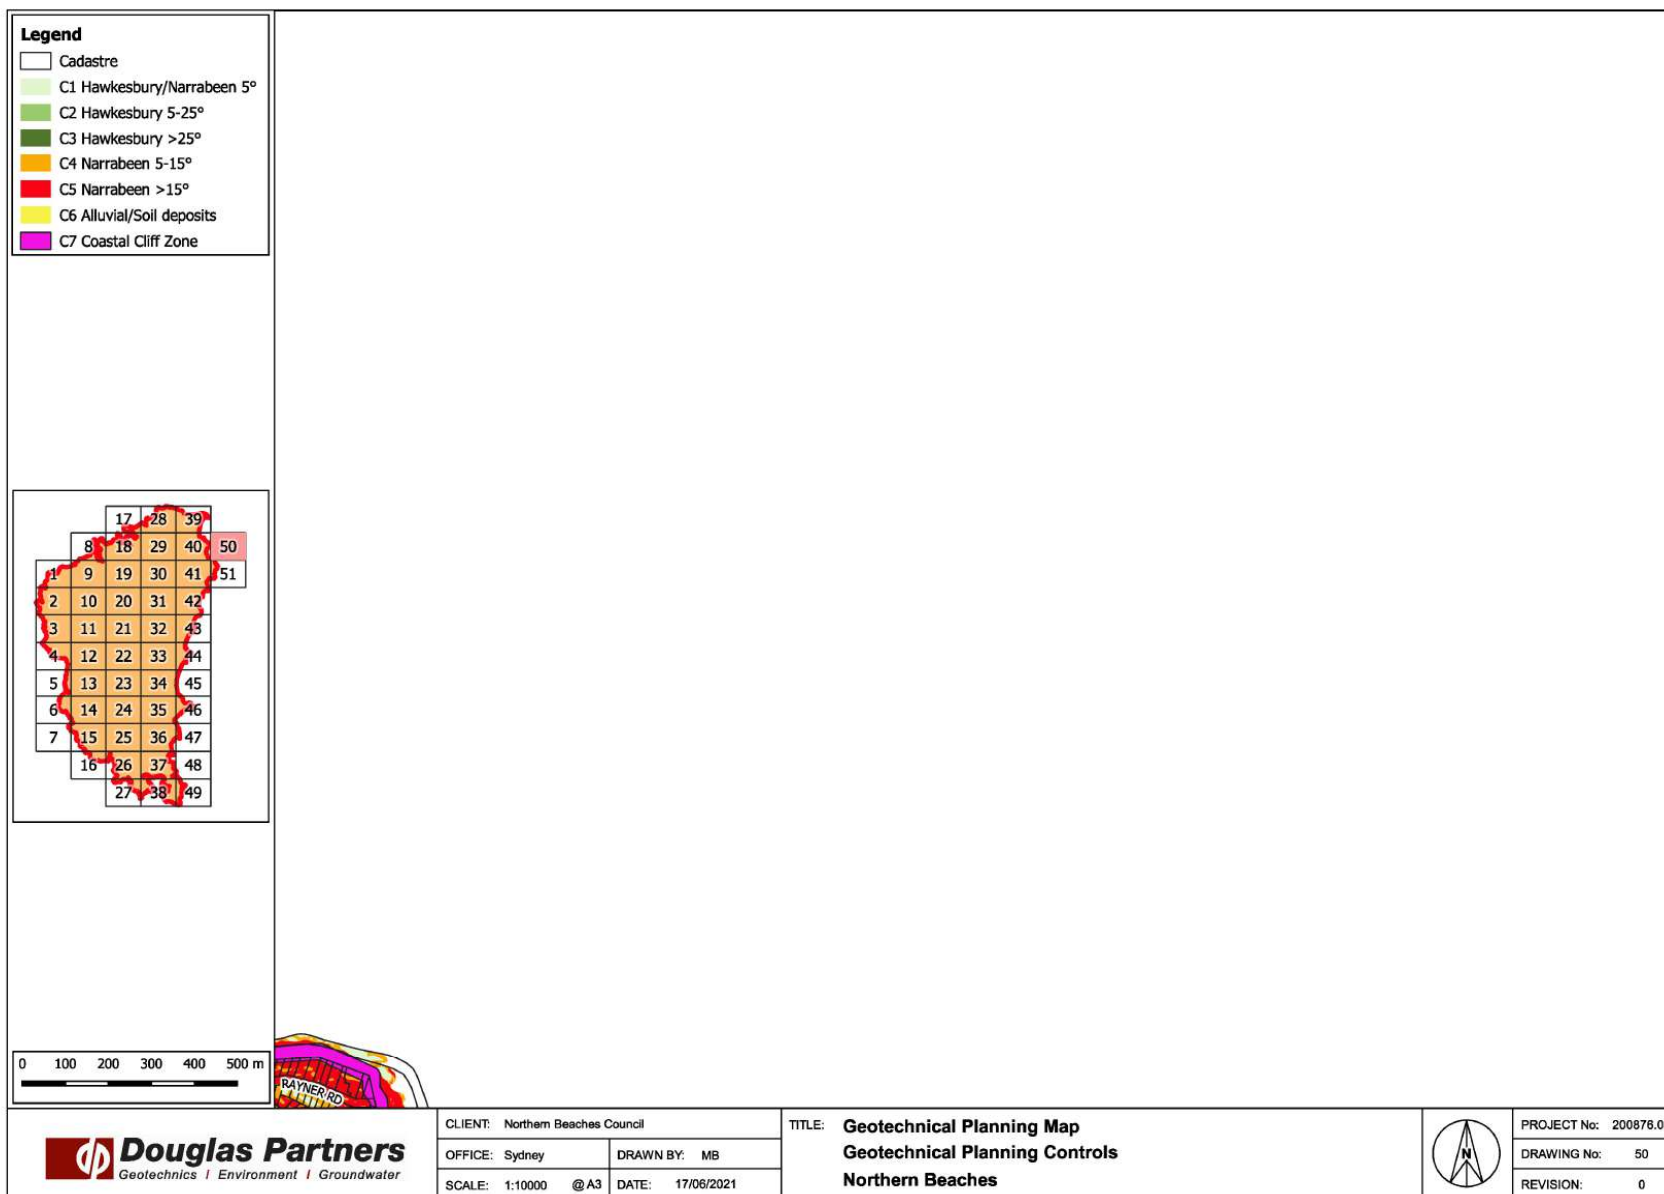 Legend
Cadastre
C1 Hawkesbury/Narrabeen 5°
C2 Hawkesbury 5-25°
C3 Hawkesbury >25°
C4 Narrabeen 5-15°
C5 Narrabeen >15°
C6 Alluvial/Soil deposits
C7 Coastal Cliff Zone
17 28 39
8 18 29 40 50
1 9 19 30 41 51
2 10 20 31 42
3 11 21 32 43
4 12 22 33 44
5 13 23 34 45
6 14 24 35 46
7 15 25 36 47
16 26 37 48
27 38 49
0 100 200 300 400 500 m
RAYNER RD
Douglas Partners
Geotechnics / Environment / Groundwater
CLIENT: Northern Beaches Council
OFFICE: Sydney DRAWN BY: MB
SCALE: 1:10000 @ A3 DATE: 17/06/2021
TITLE: Geotechnical Planning Map
Geotechnical Planning Controls
Northern Beaches
N
PROJECT No: 200876.0
DRAWING No: 50
REVISION: 0